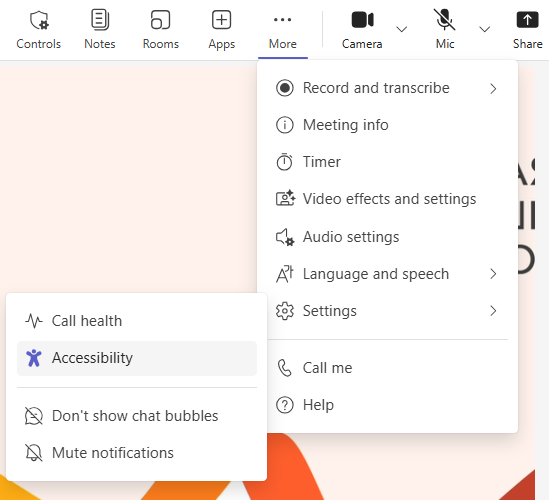 Controls
Notes
Rooms
Apps
More
Camera
Mic
Share
Record and transcribe
Meeting info
Timer
Video effects and settings
Audio settings
Language and speech
Settings
Call me
Help
Call health
Accessibility
Don't show chat bubbles
Mute notifications